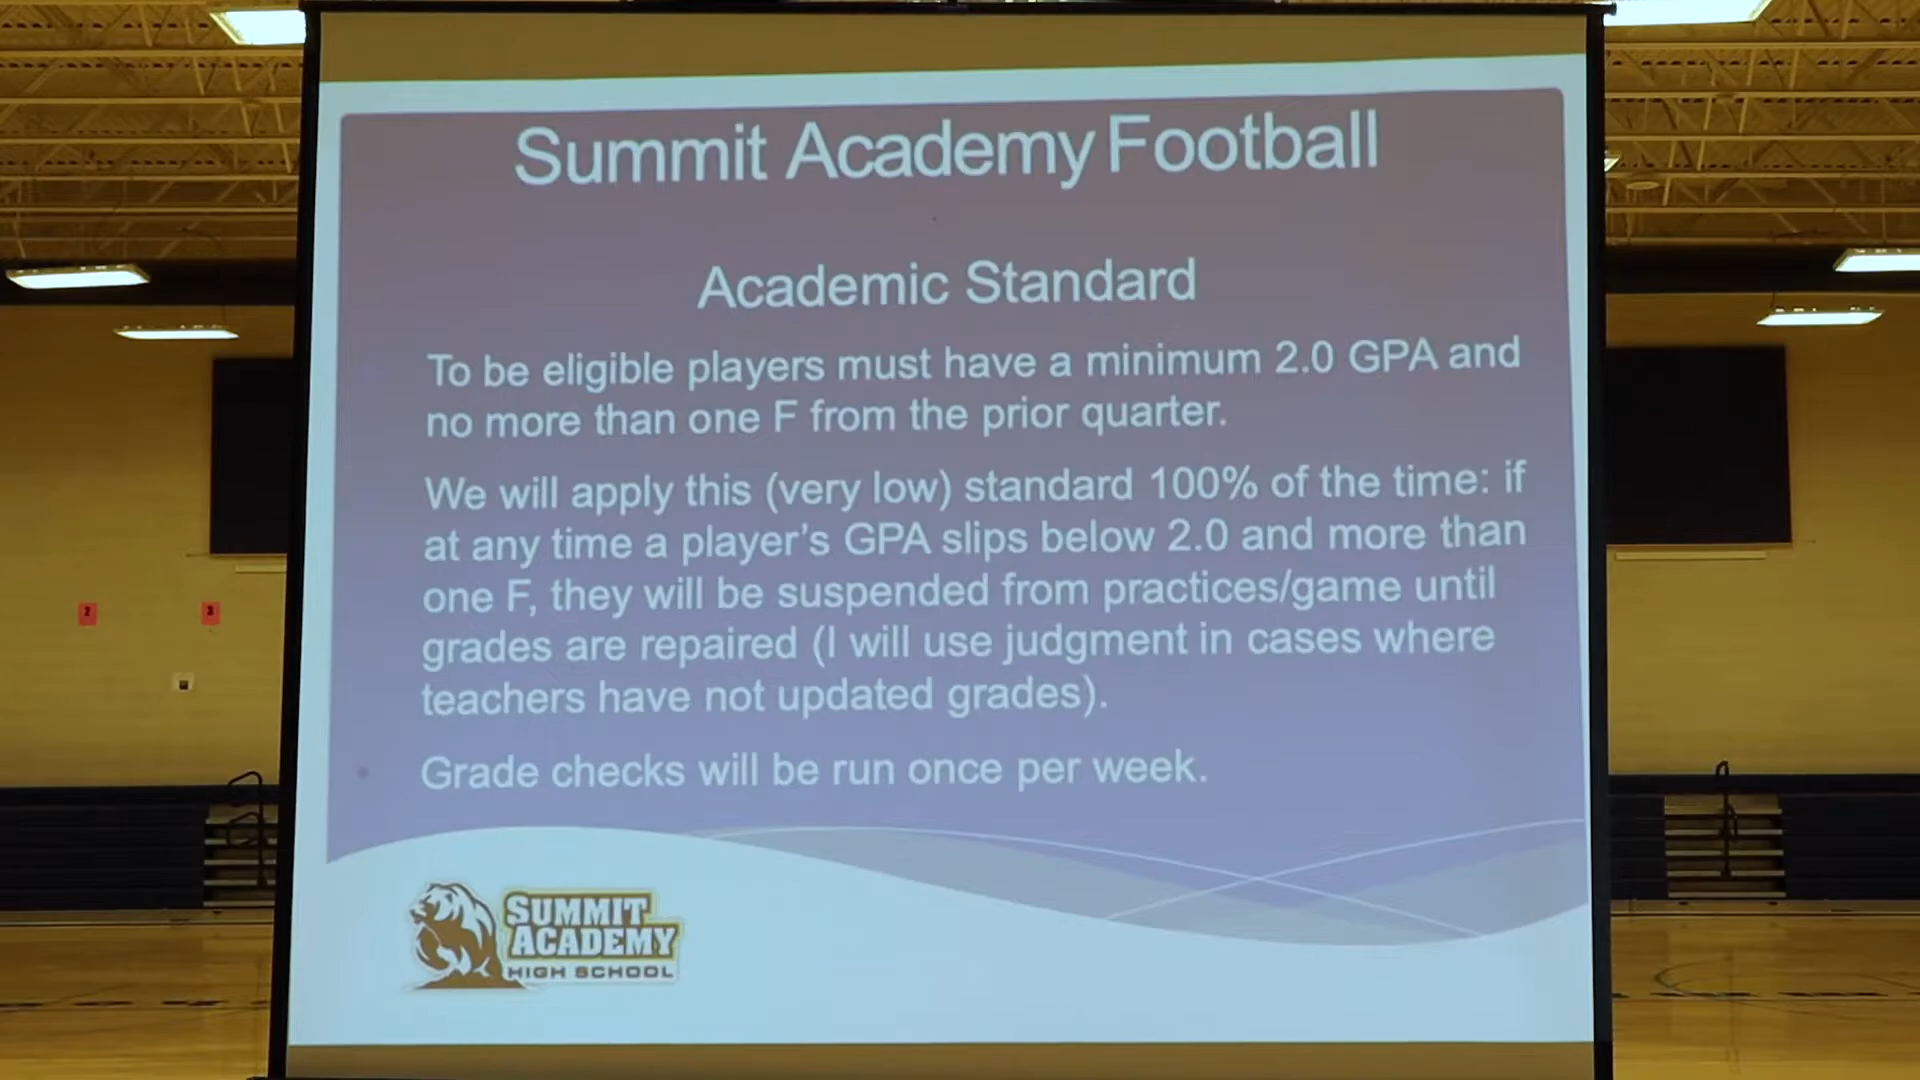 Summit Academy Football
Academic Standard
To be eligible players must have a minimum 2.0 GPA and
no more than one F from the prior quarter.
We will apply this (very low) standard 100% of the time: if
at any time a player's GPA slips below 2.0 and more than
one F, they will be suspended from practices/game until
grades are repaired (I will use judgment in cases where
teachers have not updated grades).
Grade checks will be run once per week.
2
3
SUMMIT
ACADEMY
HIGH SCHOOL